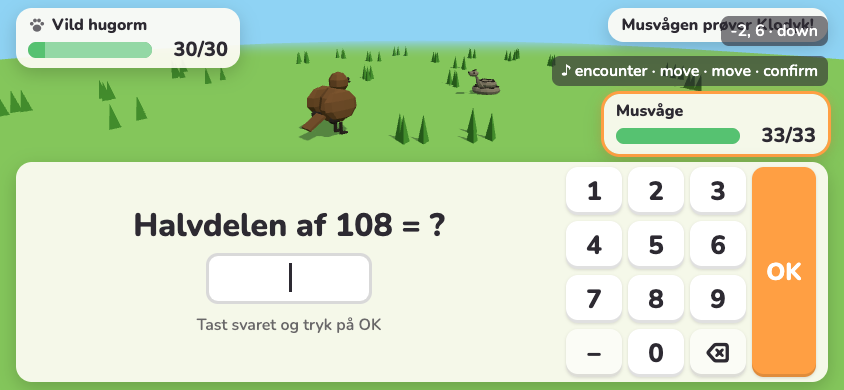 Vild hugorm
30/30
Musvågen prøver Klodyk!
-2, 6 · down
♪ encounter · move · move · confirm
Musvåge
33/33
Halvdelen af 108 = ?
Tast svaret og tryk på OK
1 2 3
4 5 6
7 8 9
– 0
OK